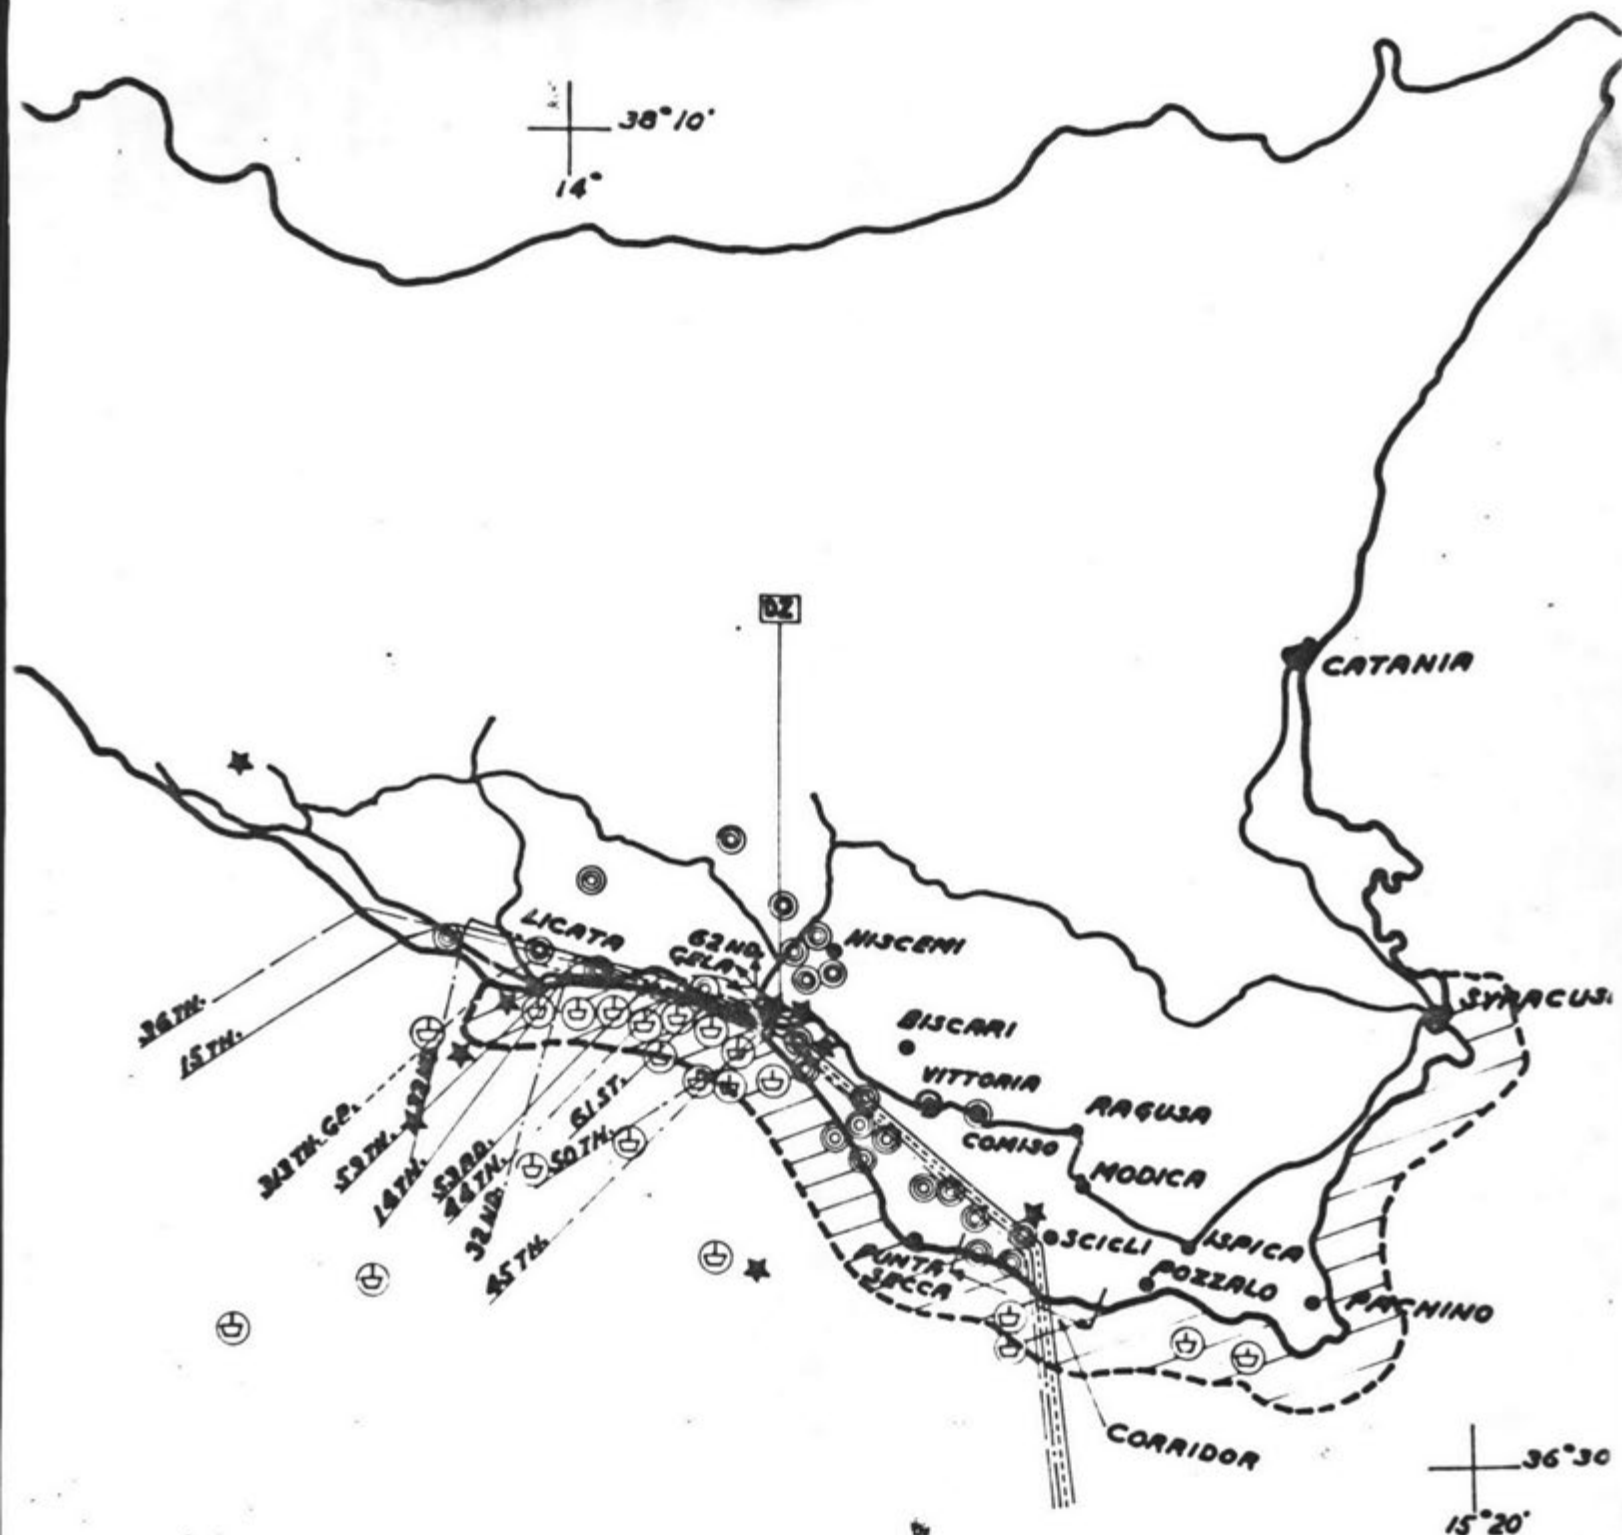 38°10'
14°
DZ
CATANIA
LICATA
62ND.
GELA
NISCEMI
SYRACUS
36TH.
15TH.
BISCARI
VITTORIA
RAGUSA
COMISO
MODICA
313TH. GP.
59TH.
14TH.
53RD.
44TH.
61ST.
50TH.
32ND.
45TH.
SCICLI
ISPICA
PUNTA
SECCA
POZZALO
PACHINO
CORRIDOR
36°30
15°20'